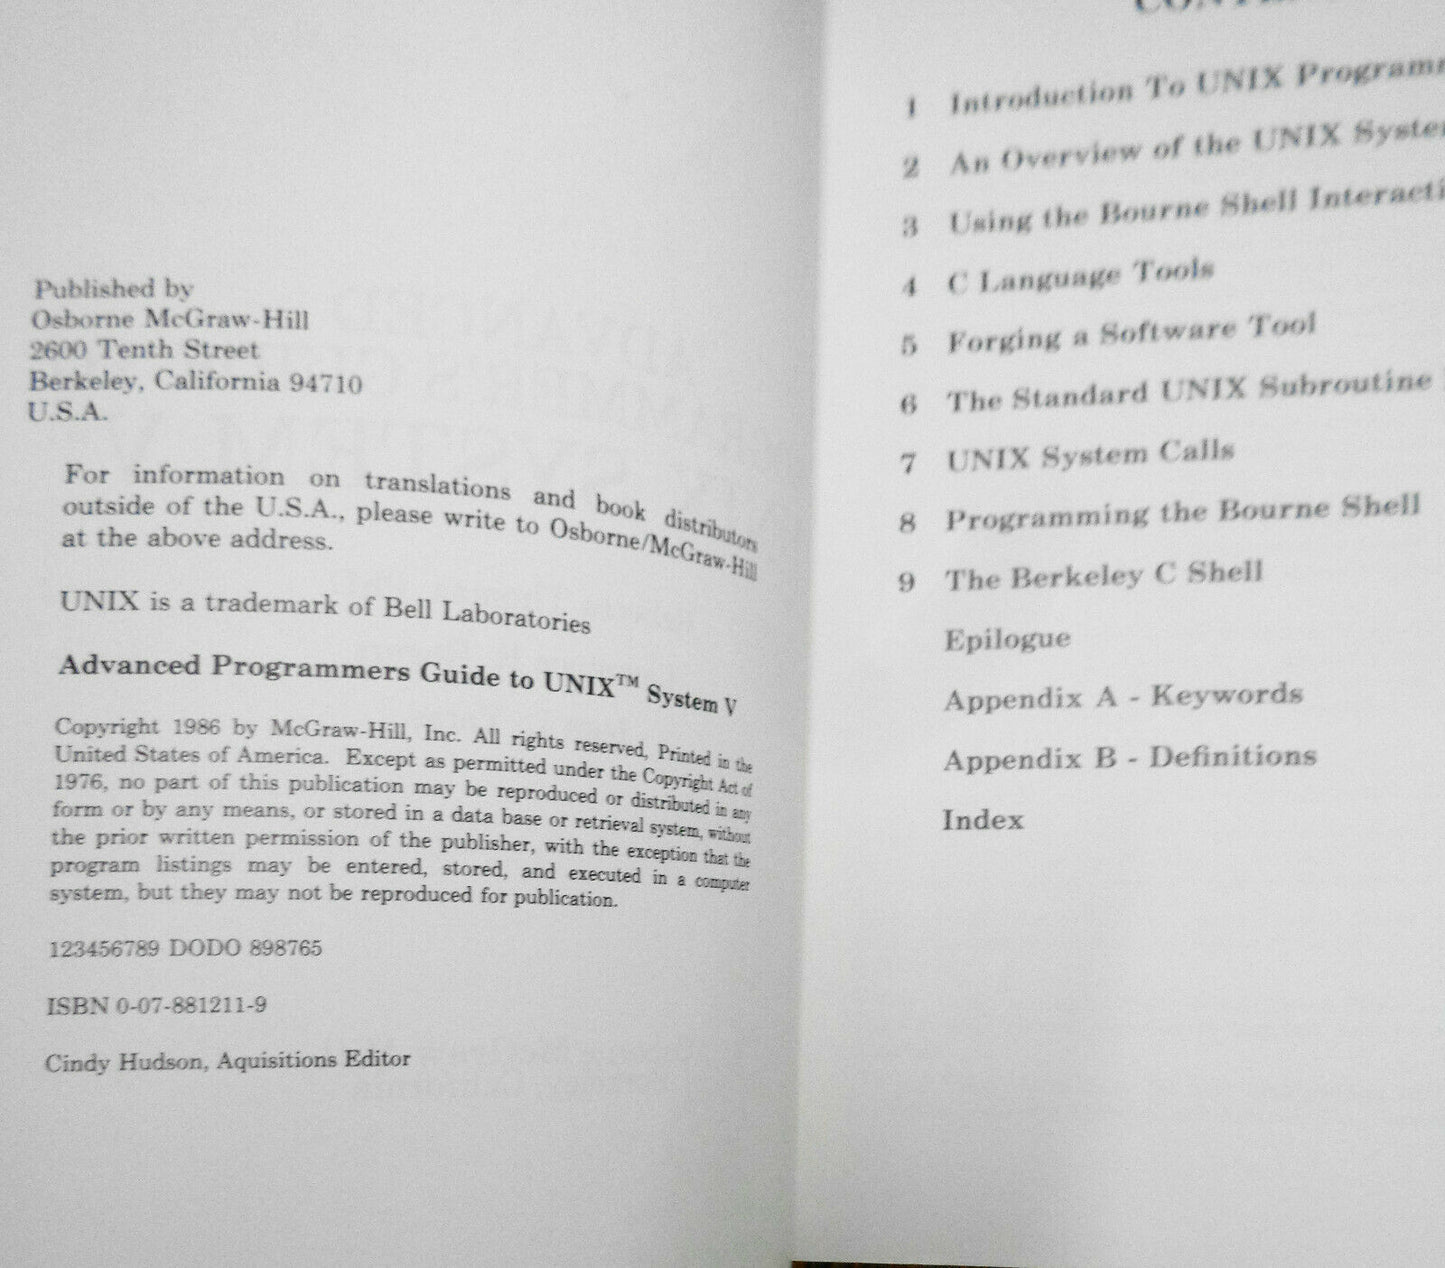 Published by
Osborne McGraw-Hill
2600 Tenth Street
Berkeley, California 94710
U.S.A.
For information on translations and book distributors
outside of the U.S.A., please write to Osborne/McGraw-Hill
at the above address.
UNIX is a trademark of Bell Laboratories
Advanced Programmers Guide to UNIX™ System V
Copyright 1986 by McGraw-Hill, Inc. All rights reserved, Printed in the
United States of America. Except as permitted under the Copyright Act of
1976, no part of this publication may be reproduced or distributed in any
form or by any means, or stored in a data base or retrieval system, without
the prior written permission of the publisher, with the exception that the
program listings may be entered, stored, and executed in a computer
system, but they may not be reproduced for publication.
123456789 DODO 898765
ISBN 0-07-881211-9
Cindy Hudson, Aquisitions Editor
1 Introduction To UNIX
2 An Overview of the UNIX
3 Using the Bourne Shell
4 C Language Tools
5 Forging a Software Tool
6 The Standard UNIX Subroutine
7 UNIX System Calls
8 Programming the Bourne Shell
9 The Berkeley C Shell
Epilogue
Appendix A - Keywords
Appendix B - Definitions
Index